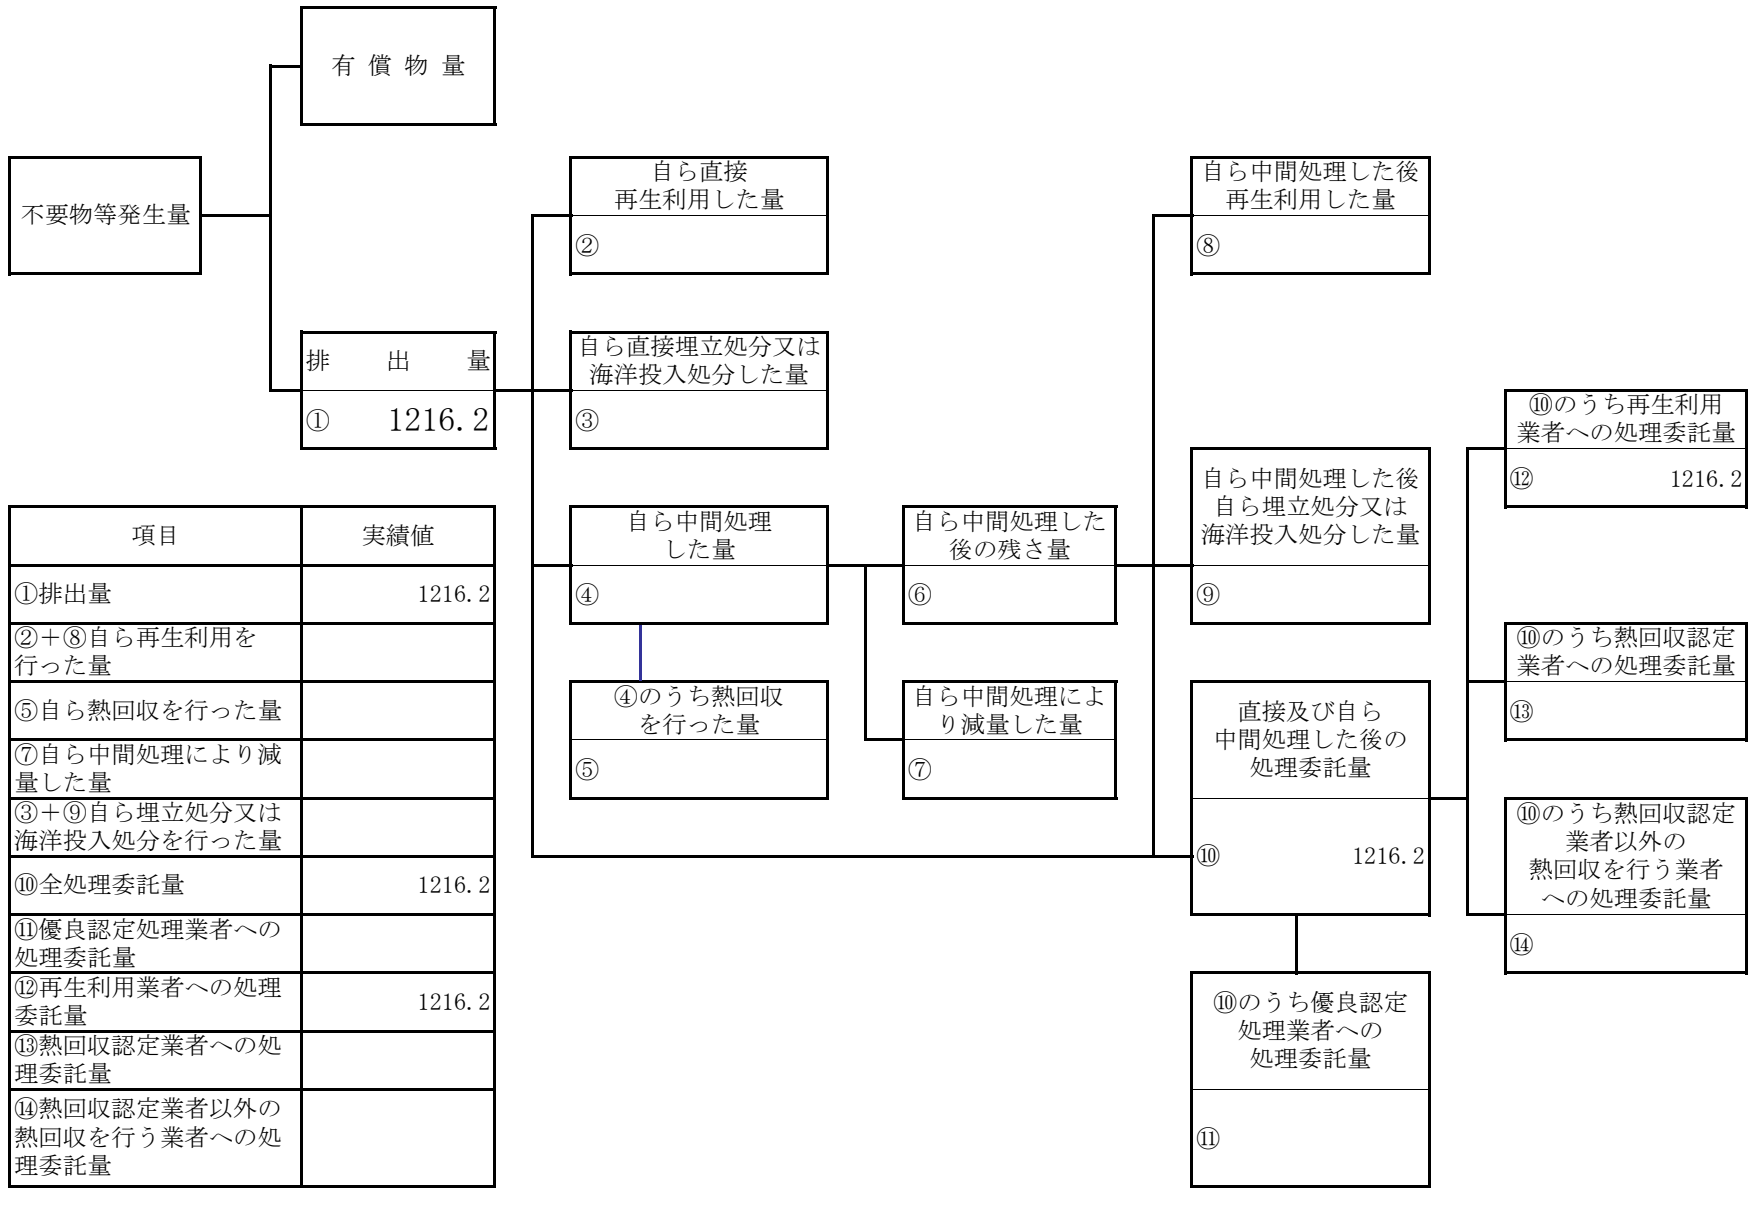 有 償 物 量
不要物等発生量
自ら直接
再生利用した量
②
自ら中間処理した後
再生利用した量
⑧
排 出 量
① 1216.2
自ら直接埋立処分又は
海洋投入処分した量
③
⑩のうち再生利用
業者への処理委託量
⑫ 1216.2
自ら中間処理
した量
④
自ら中間処理した
後の残さ量
⑥
自ら中間処理した後
自ら埋立処分又は
海洋投入処分した量
⑨
⑩のうち熱回収認定
業者への処理委託量
⑬
④のうち熱回収
を行った量
⑤
自ら中間処理によ
り減量した量
⑦
直接及び自ら
中間処理した後の
処理委託量
⑩ 1216.2
⑩のうち熱回収認定
業者以外の
熱回収を行う業者
への処理委託量
⑭
⑩のうち優良認定
処理業者への
処理委託量
⑪
項目 実績値
①排出量 1216.2
②+⑧自ら再生利用を
行った量
⑤自ら熱回収を行った量
⑦自ら中間処理により減
量した量
③+⑨自ら埋立処分又は
海洋投入処分を行った量
⑩全処理委託量 1216.2
⑪優良認定処理業者への
処理委託量
⑫再生利用業者への処理
委託量 1216.2
⑬熱回収認定業者への処
理委託量
⑭熱回収認定業者以外の
熱回収を行う業者への処
理委託量